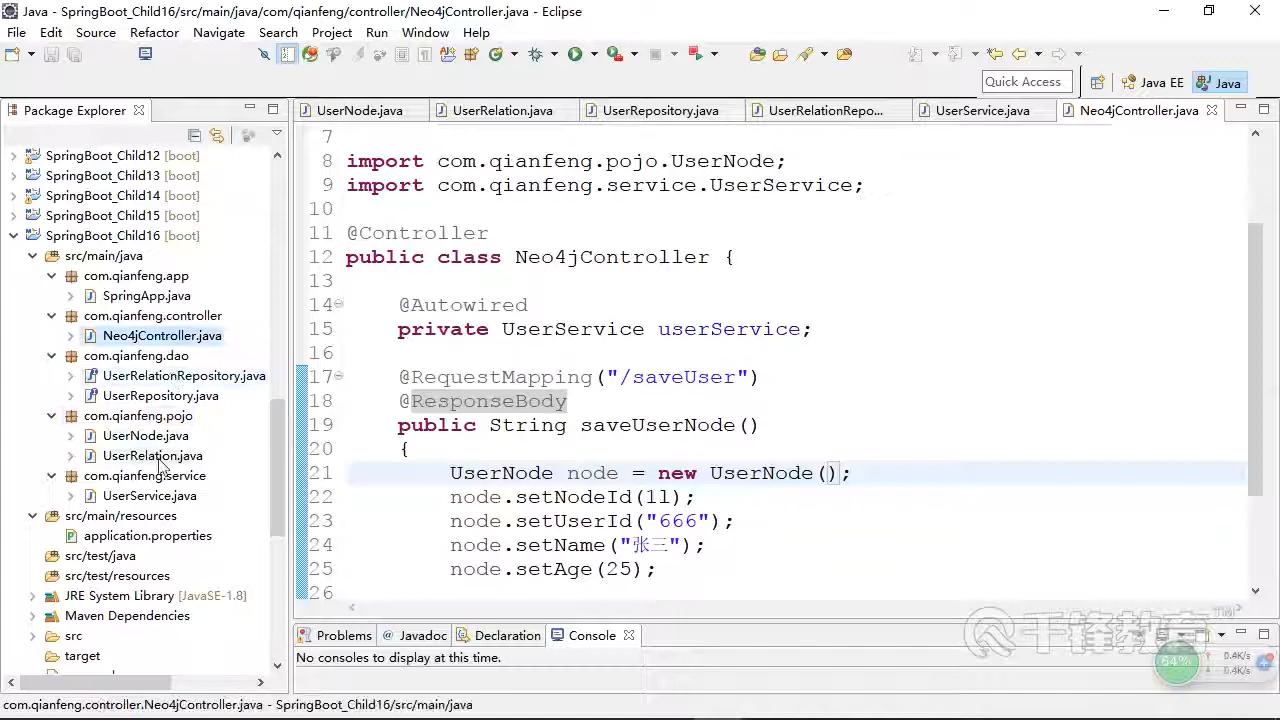 Java - SpringBoot_Child16/src/main/java/com/qianfeng/controller/Neo4jController.java - Eclipse
File Edit Source Refactor Navigate Search Project Run Window Help
Quick Access
Java EE
Java
Package Explorer
UserNode.java
UserRelation.java
UserRepository.java
UserRelationRepo...
UserService.java
Neo4jController.java
SpringBoot_Child12 [boot]
SpringBoot_Child13 [boot]
SpringBoot_Child14 [boot]
SpringBoot_Child15 [boot]
SpringBoot_Child16 [boot]
src/main/java
com.qianfeng.app
SpringApp.java
com.qianfeng.controller
Neo4jController.java
com.qianfeng.dao
UserRelationRepository.java
UserRepository.java
com.qianfeng.pojo
UserNode.java
UserRelation.java
com.qianfeng.service
UserService.java
src/main/resources
application.properties
src/test/java
src/test/resources
JRE System Library [JavaSE-1.8]
Maven Dependencies
src
target
7
8 import com.qianfeng.pojo.UserNode;
9 import com.qianfeng.service.UserService;
10
11 @Controller
12 public class Neo4jController {
13
14 @Autowired
15 private UserService userService;
16
17 @RequestMapping("/saveUser")
18 @ResponseBody
19 public String saveUserNode()
20 {
21 UserNode node = new UserNode();
22 node.setNodeId(1l);
23 node.setUserId("666");
24 node.setName("张三");
25 node.setAge(25);
26
Problems
Javadoc
Declaration
Console
No consoles to display at this time.
千锋教育™
64%
0.4K/s
0.4K/s
com.qianfeng.controller.Neo4jController.java - SpringBoot_Child16/src/main/java